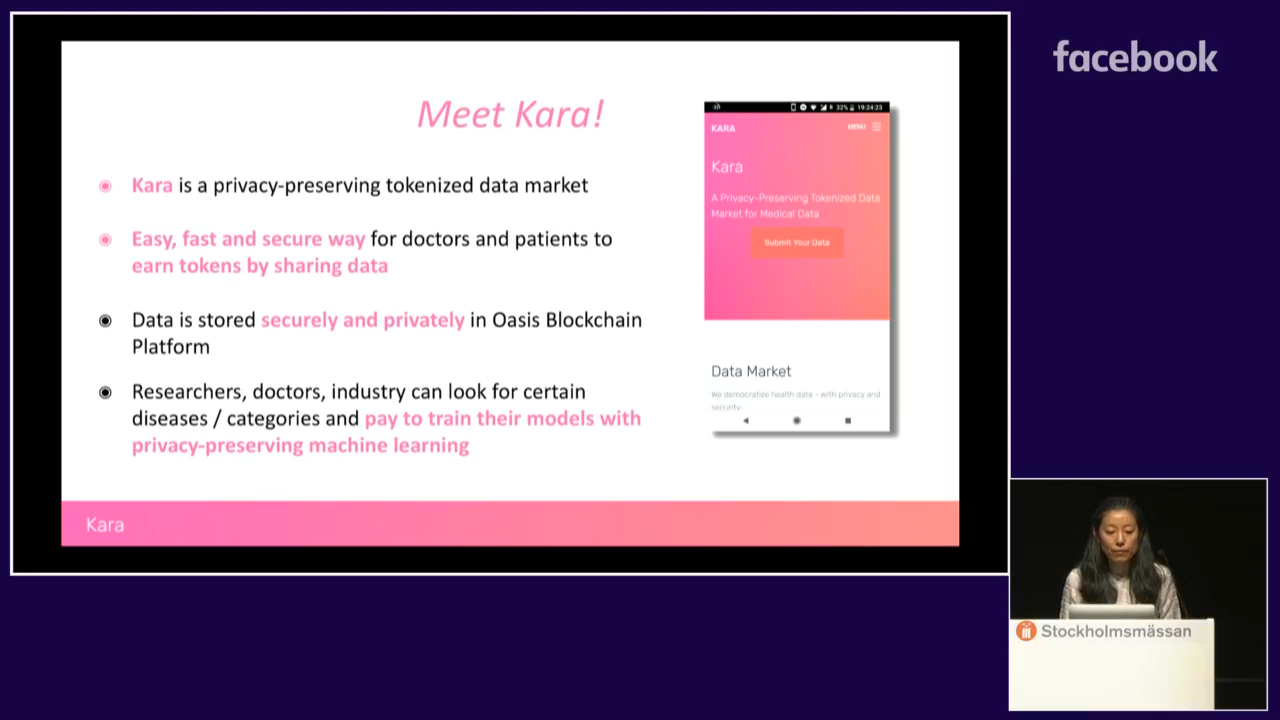 facebook
Meet Kara!
Kara is a privacy-preserving tokenized data market
Easy, fast and secure way for doctors and patients to
earn tokens by sharing data
Data is stored securely and privately in Oasis Blockchain
Platform
Researchers, doctors, industry can look for certain
diseases / categories and pay to train their models with
privacy-preserving machine learning
32% 19:24:23
KARA
MENU
Kara
A Privacy-Preserving Tokenized Data
Market for Medical Data
Submit Your Data
Data Market
We democratize health data - with privacy and
security
Kara
Stockholmsmässan